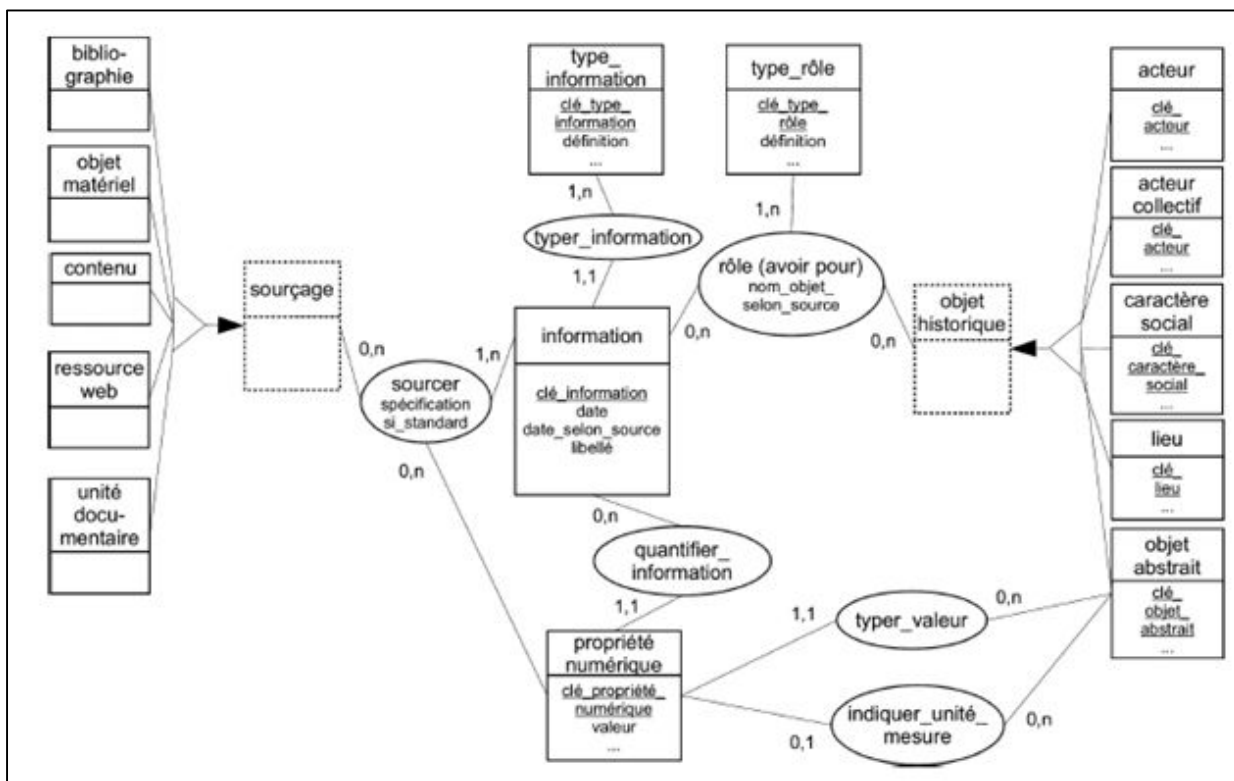 biblio-
graphie
objet
matériel
contenu
ressource
web
unité
docu-
mentaire
sourçage
0,n
sourcer
spécification
si_standard
1,n
0,n
type_
information
clé_type_
information
définition
...
1,n
typer_information
1,1
information
clé_information
date
date_selon_source
libellé
0,n
quantifier_
information
1,1
propriété
numérique
clé_propriété_
numérique
valeur
...
type_rôle
clé_type_
rôle
définition
...
1,n
rôle (avoir pour)
nom_objet_
selon_source
0,n
0,n
objet
historique
1,1
typer_valeur
0,n
0,1
indiquer_unité_
mesure
0,n
acteur
clé_
acteur
...
acteur
collectif
clé_
acteur
...
caractère
social
clé_
caractère_
social
...
lieu
clé_
lieu
...
objet
abstrait
clé_
objet_
abstrait
...